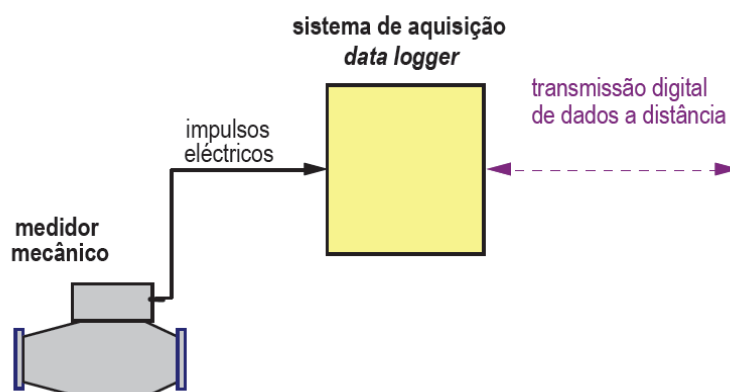 sistema de aquisição
data logger
transmissão digital
de dados a distância
impulsos
eléctricos
medidor
mecânico